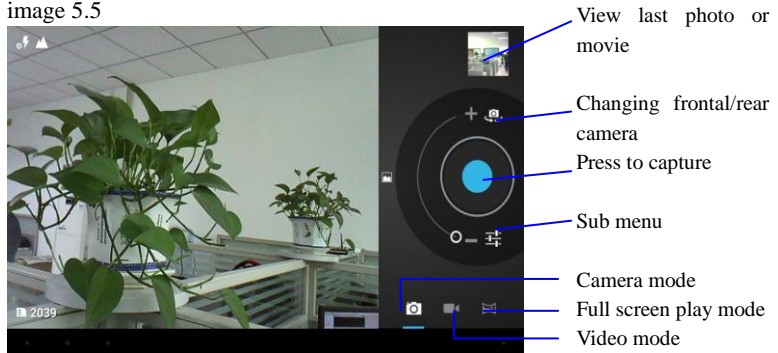 image 5.5
View last photo or
movie
Changing frontal/rear
camera
Press to capture
Sub menu
Camera mode
Full screen play mode
Video mode
2039